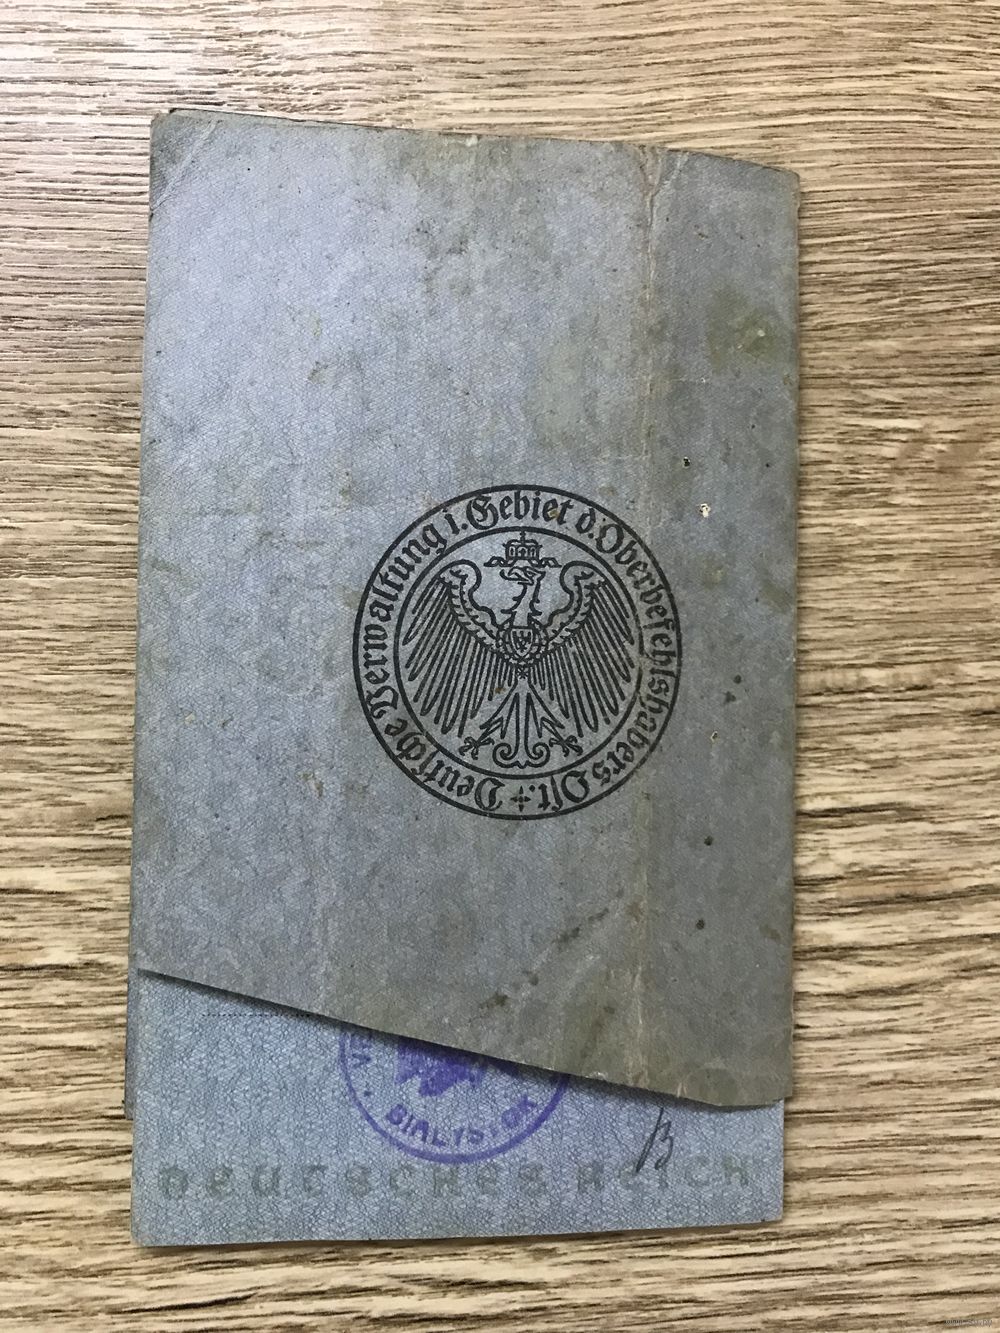 Deutsche Verwaltung i. Gebiet d. Oberbefehlshabers Ost.
BIALYSTOK
B
DEUTSCHES REICH